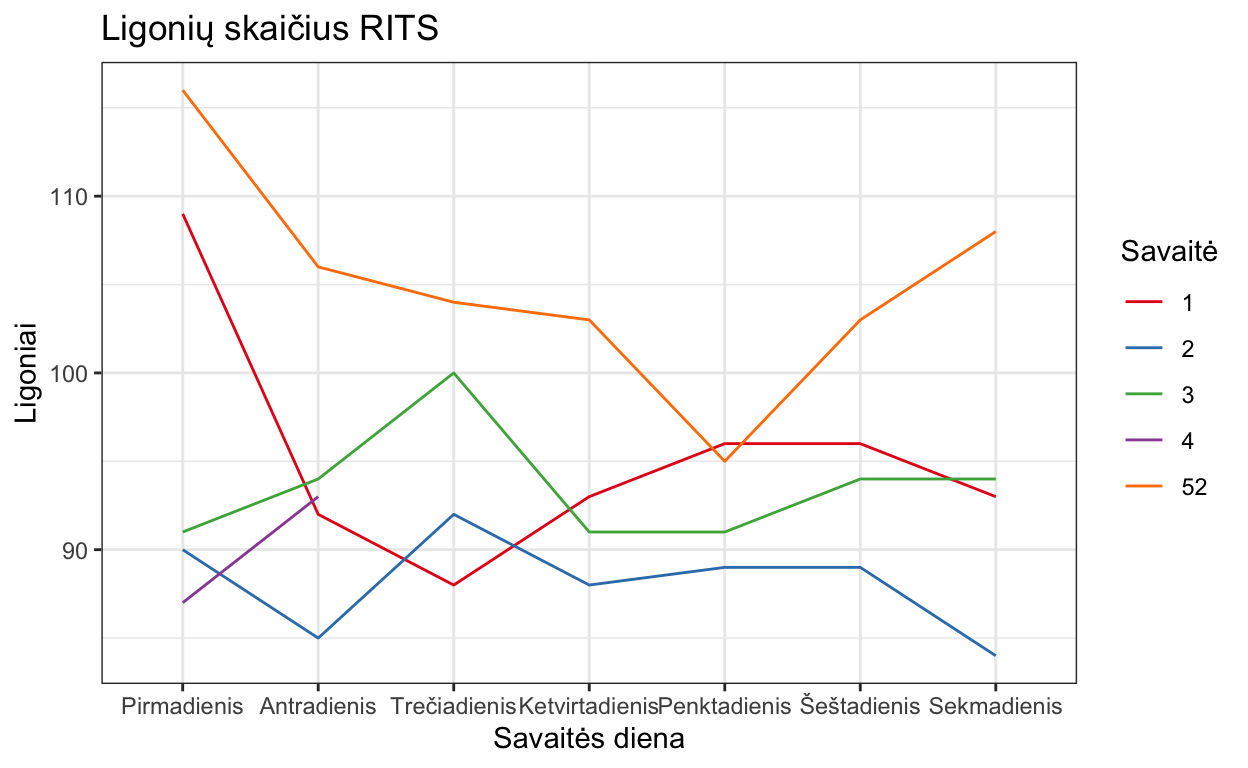 Ligonių skaičius RITS
110
100
90
Ligoniai
Pirmadienis Antradienis Trečiadienis Ketvirtadienis Penktadienis Šeštadienis Sekmadienis
Savaitės diena
Savaitė
1
2
3
4
52